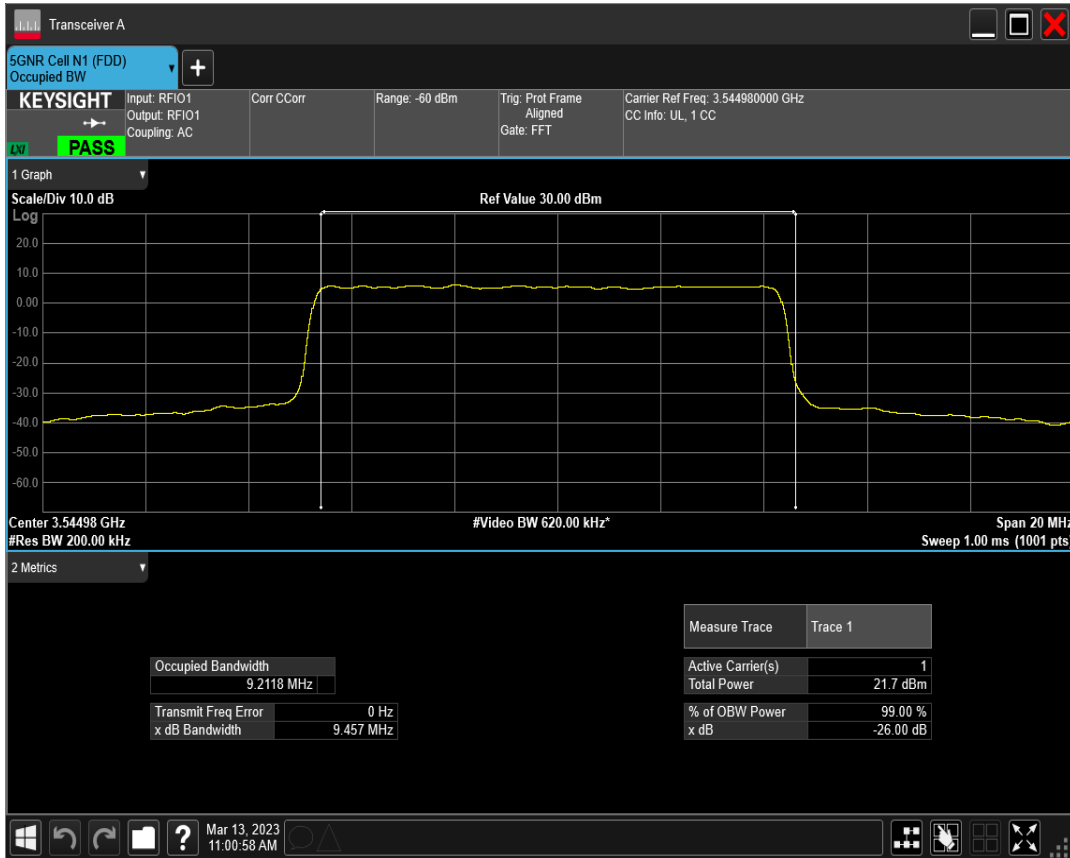 Transceiver A
5GNR Cell N1 (FDD)
Occupied BW
+
KEYSIGHT
LXI
PASS
Input: RFIO1
Output: RFIO1
Coupling: AC
Corr CCorr
Range: -60 dBm
Trig: Prot Frame
Aligned
Gate: FFT
Carrier Ref Freq: 3.544980000 GHz
CC Info: UL, 1 CC
1 Graph
Scale/Div 10.0 dB
Ref Value 30.00 dBm
Log
20.0
10.0
0.00
-10.0
-20.0
-30.0
-40.0
-50.0
-60.0
Center 3.54498 GHz
#Video BW 620.00 kHz*
Span 20 MHz
#Res BW 200.00 kHz
Sweep 1.00 ms (1001 pts)
2 Metrics
Measure Trace Trace 1
Occupied Bandwidth
9.2118 MHz
Active Carrier(s) 1
Total Power 21.7 dBm
Transmit Freq Error 0 Hz
x dB Bandwidth 9.457 MHz
% of OBW Power 99.00 %
x dB -26.00 dB
?
Mar 13, 2023
11:00:58 AM